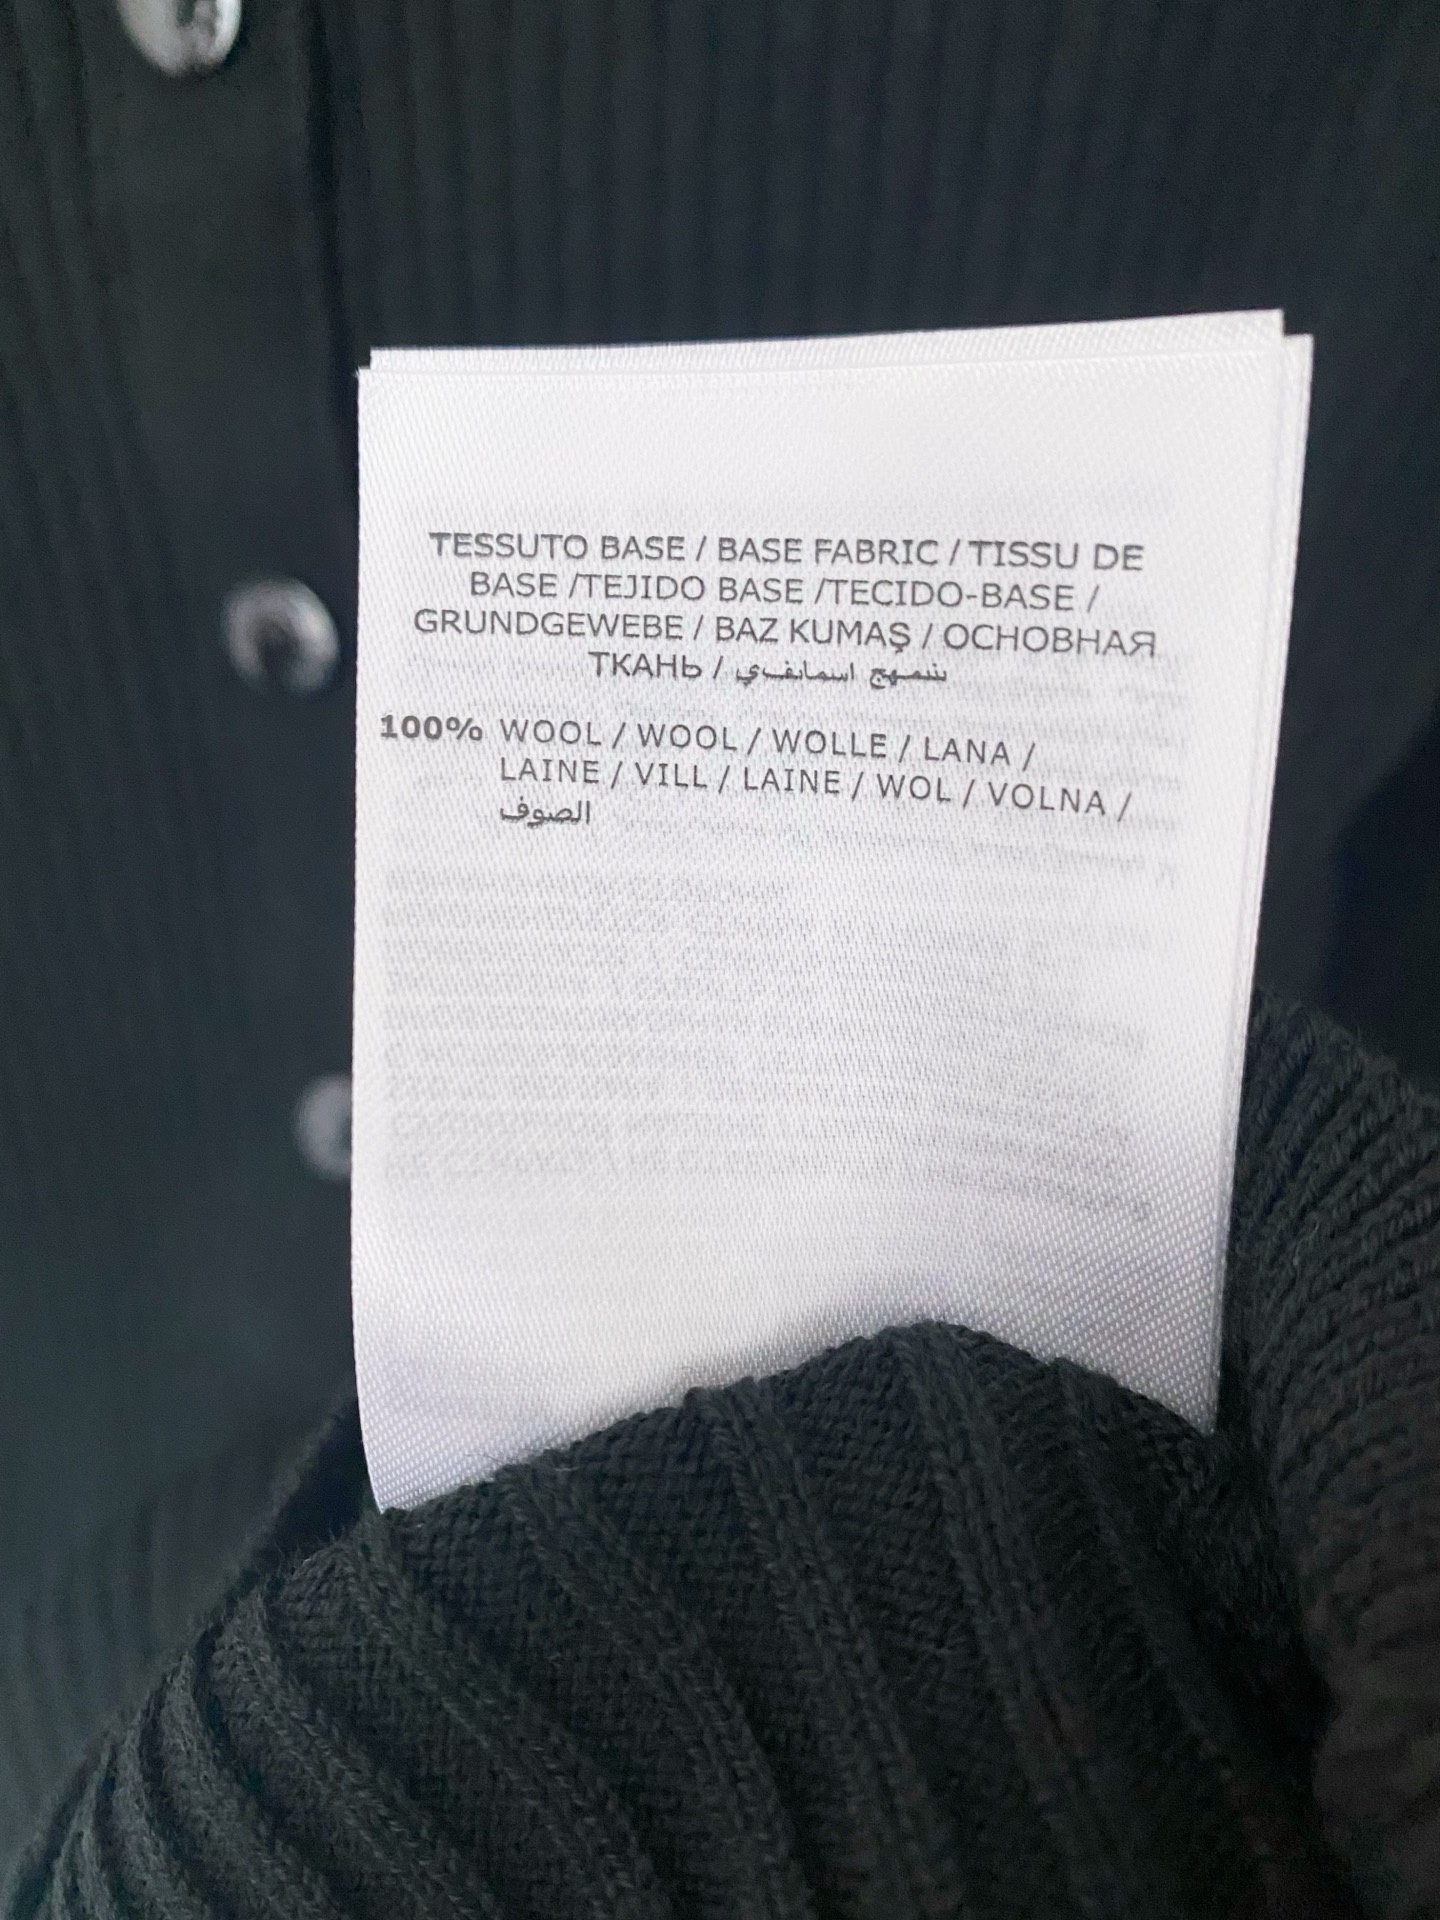 TESSUTO BASE / BASE FABRIC / TISSU DE
BASE /TEJIDO BASE /TECIDO-BASE /
GRUNDGEWEBE / BAZ KUMAŞ / ОСНОВНАЯ
ТКАНЬ /
100% WOOL / WOOL / WOLLE / LANA /
LAINE / VILL / LAINE / WOL / VOLNA /
الصوف